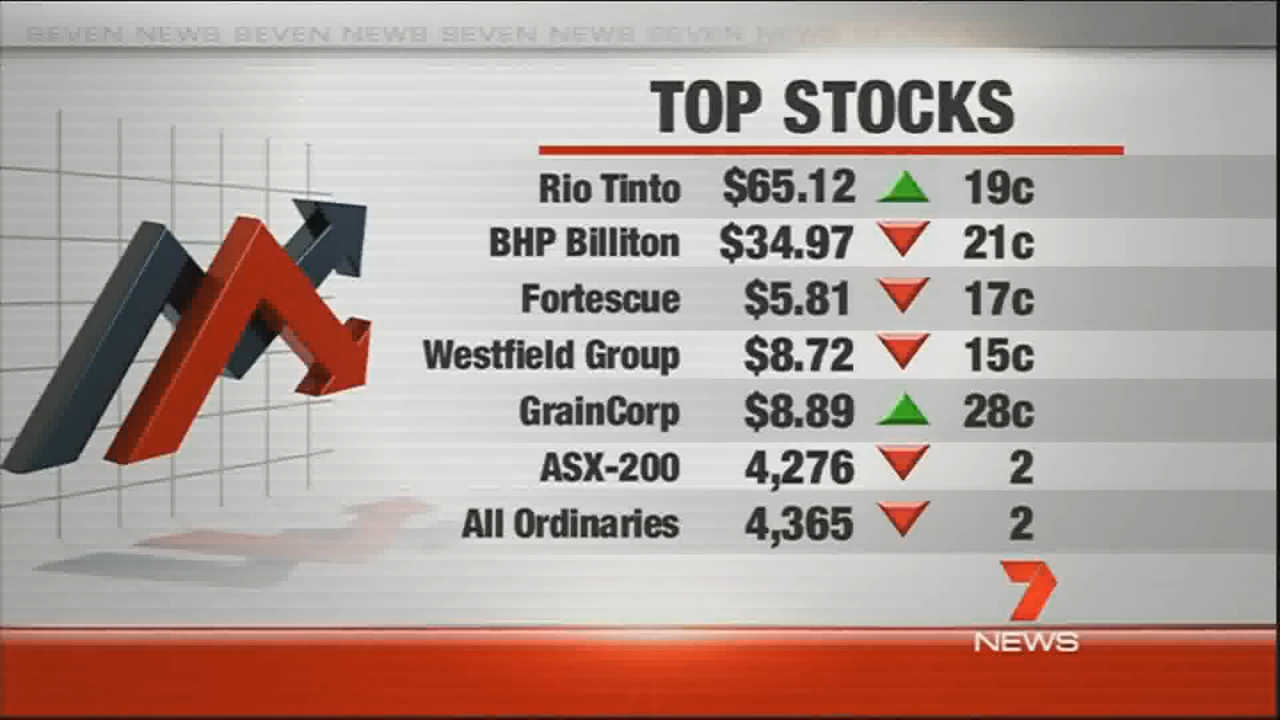 SEVEN NEWS SEVEN NEWS SEVEN NEWS SEVEN NEWS
TOP STOCKS
Rio Tinto $65.12 19c
BHP Billiton $34.97 21c
Fortescue $5.81 17c
Westfield Group $8.72 15c
GrainCorp $8.89 28c
ASX-200 4,276 2
All Ordinaries 4,365 2
7
NEWS